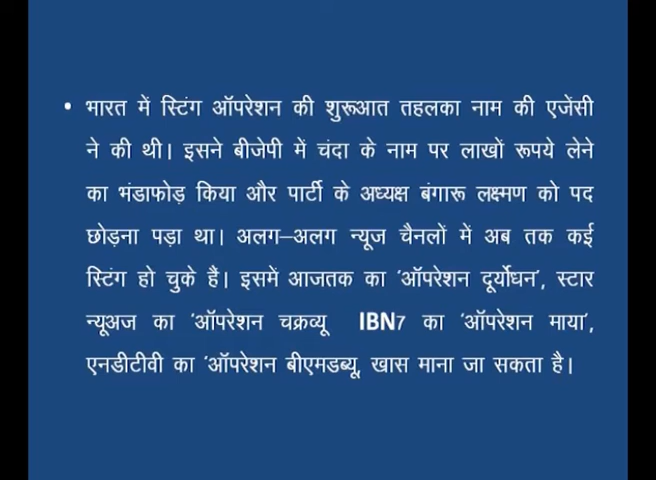 • भारत में स्टिंग ऑपरेशन की शुरूआत तहलका नाम की एजेंसी
ने की थी। इसने बीजेपी में चंदा के नाम पर लाखों रूपये लेने
का भंडाफोड़ किया और पार्टी के अध्यक्ष बंगारू लक्ष्मण को पद
छोड़ना पड़ा था। अलग–अलग न्यूज चैनलों में अब तक कई
स्टिंग हो चुके हैं। इसमें आजतक का ‘ऑपरेशन दूर्योधन’, स्टार
न्यूअज का ‘ऑपरेशन चक्रव्यू IBN7 का ‘ऑपरेशन माया’,
एनडीटीवी का ‘ऑपरेशन बीएमडब्यू, खास माना जा सकता है।